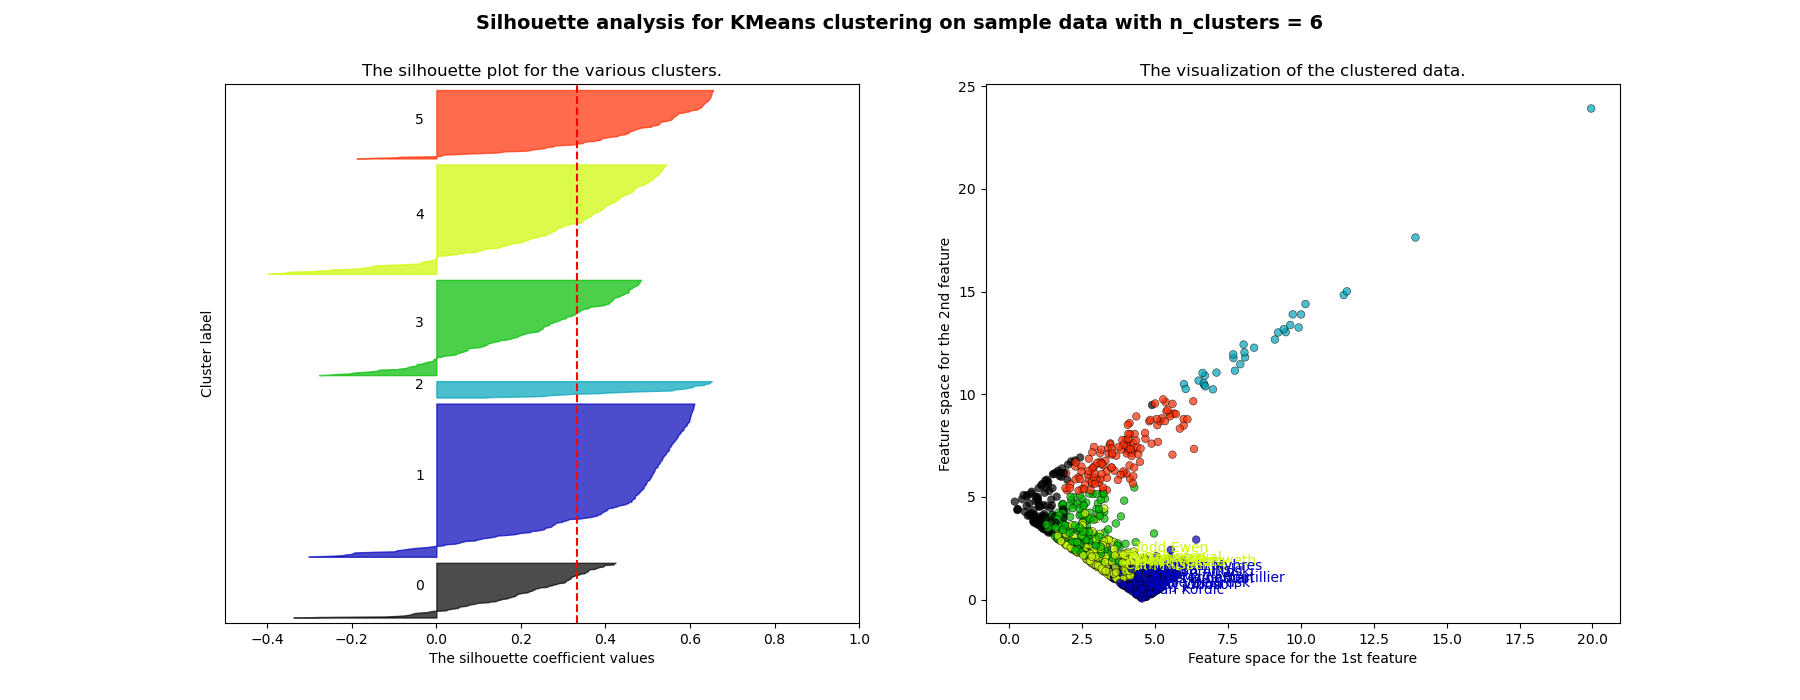 Silhouette analysis for KMeans clustering on sample data with n_clusters = 6
The silhouette plot for the various clusters.
Cluster label
5
4
3
2
1
0
−0.4 −0.2 0.0 0.2 0.4 0.6 0.8 1.0
The silhouette coefficient values
The visualization of the clustered data.
Feature space for the 2nd feature
25
20
15
10
5
0
Todd Ewen
Kordic
0.0 2.5 5.0 7.5 10.0 12.5 15.0 17.5 20.0
Feature space for the 1st feature